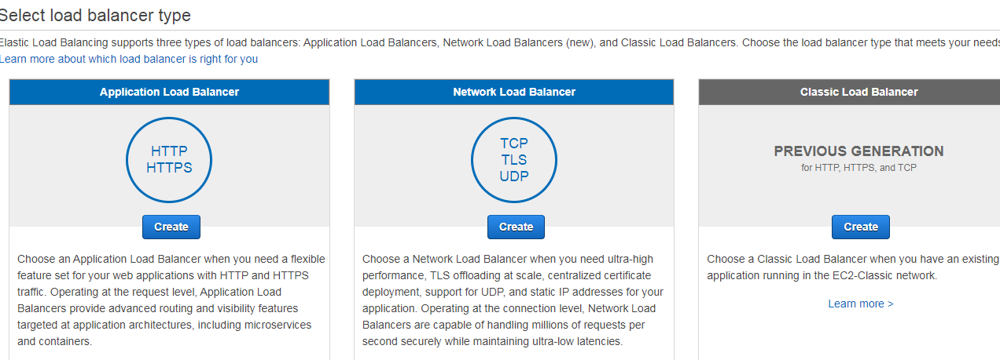 Select load balancer type
Elastic Load Balancing supports three types of load balancers: Application Load Balancers, Network Load Balancers (new), and Classic Load Balancers. Choose the load balancer type that meets your needs
Learn more about which load balancer is right for you
Application Load Balancer
HTTP
HTTPS
Create
Choose an Application Load Balancer when you need a flexible
feature set for your web applications with HTTP and HTTPS
traffic. Operating at the request level, Application Load
Balancers provide advanced routing and visibility features
targeted at application architectures, including microservices
and containers.
Network Load Balancer
TCP
TLS
UDP
Create
Choose a Network Load Balancer when you need ultra-high
performance, TLS offloading at scale, centralized certificate
deployment, support for UDP, and static IP addresses for your
application. Operating at the connection level, Network Load
Balancers are capable of handling millions of requests per
second securely while maintaining ultra-low latencies.
Classic Load Balancer
PREVIOUS GENERATION
for HTTP, HTTPS, and TCP
Create
Choose a Classic Load Balancer when you have an existing
application running in the EC2-Classic network.
Learn more >